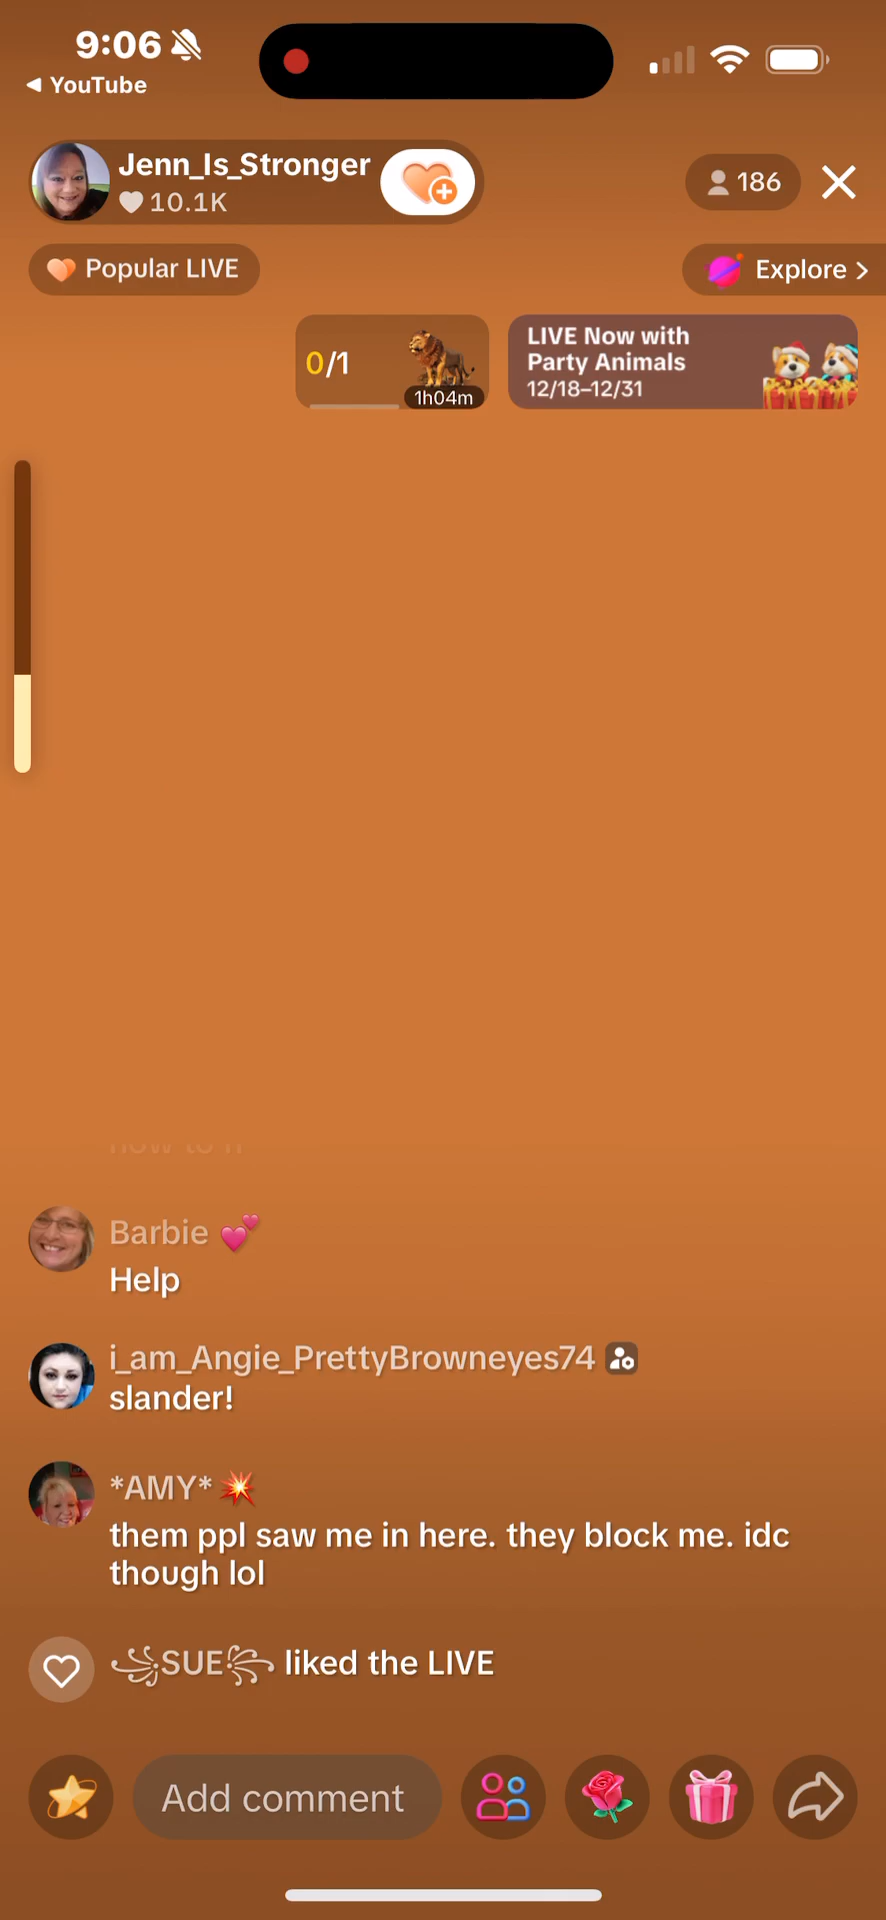 9:06
YouTube
Jenn_Is_Stronger
10.1K
186
Popular LIVE
Explore >
0/1
1h04m
LIVE Now with
Party Animals
12/18–12/31
Barbie 💕
Help
i_am_Angie_PrettyBrowneyes74
slander!
*AMY* 💥
them ppl saw me in here. they block me. idc
though lol
꧁SUE꧂ liked the LIVE
Add comment